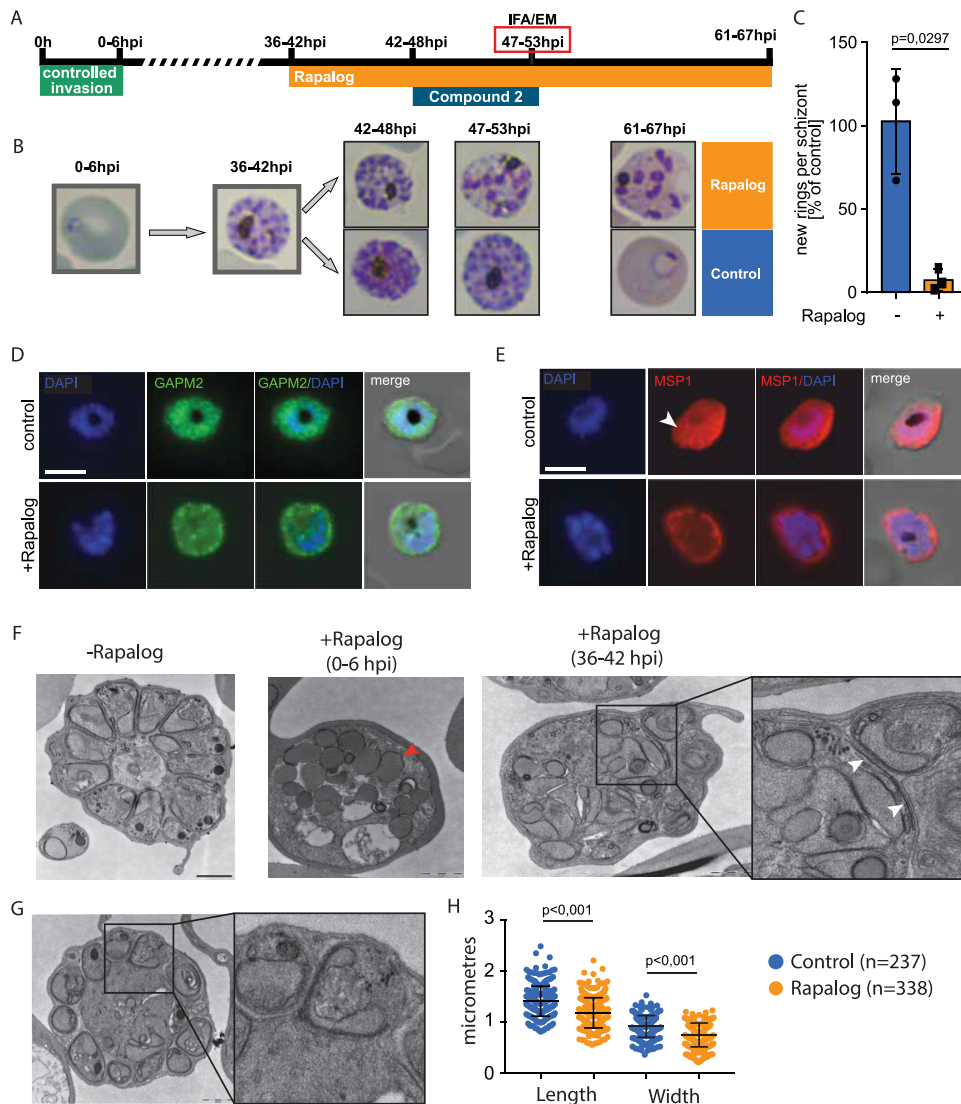 A
IFA/EM
0h 0-6hpi 36-42hpi 42-48hpi 47-53hpi 61-67hpi
controlled
invasion
Rapalog
Compound 2
B
0-6hpi 36-42hpi 42-48hpi 47-53hpi 61-67hpi
Rapalog
Control
C
p=0,0297
new rings per schizont
[% of control]
150
100
50
0
Rapalog - +
D
DAPI GAPM2 GAPM2/DAPI merge
control
+Rapalog
E
DAPI MSP1 MSP1/DAPI merge
control
+Rapalog
F
-Rapalog
+Rapalog
(0-6 hpi)
+Rapalog
(36-42 hpi)
G
H
micrometres
3
2
1
0
p<0,001
p<0,001
Length Width
Control (n=237)
Rapalog (n=338)